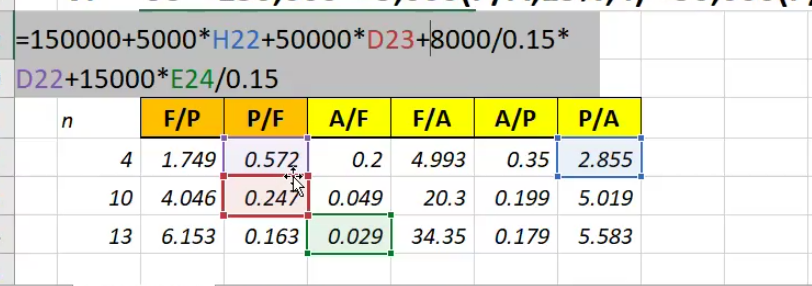 =150000+5000*H22+50000*D23+8000/0.15*
D22+15000*E24/0.15
n F/P P/F A/F F/A A/P P/A
4 1.749 0.572 0.2 4.993 0.35 2.855
10 4.046 0.247 0.049 20.3 0.199 5.019
13 6.153 0.163 0.029 34.35 0.179 5.583